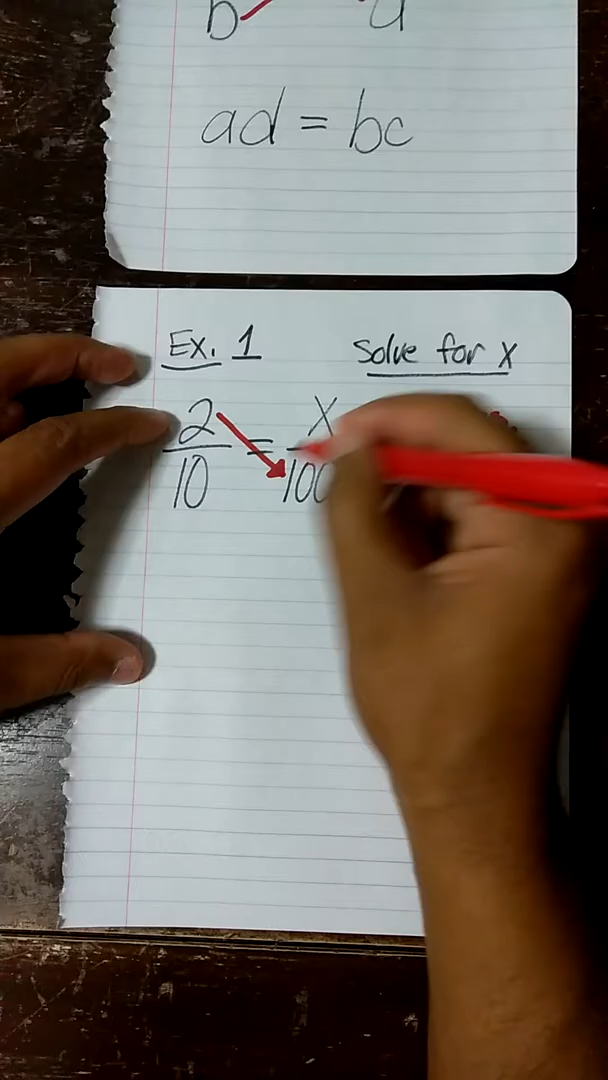 b d
ad = bc
Ex. 1 Solve for x
2 = x
10 100